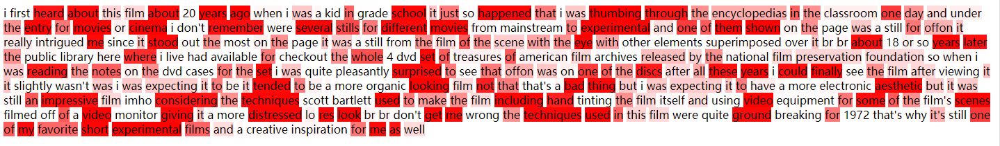 i first heard about this film about 20 years ago when i was a kid in grade school it just so happened that i was thumbing through the encyclopedias in the classroom one day and under
the entry for movies or cinema i don't remember were several stills for different movies from mainstream to experimental and one of them shown on the page was a still for offon it
really intrigued me since it stood out the most on the page it was a still from the film of the scene with the eye with other elements superimposed over it br br about 18 or so years later
the public library here where i live had available for checkout the whole 4 dvd set of treasures of american film archives released by the national film preservation foundation so when i
was reading the notes on the dvd cases for the set i was quite pleasantly surprised to see that offon was on one of the discs after all these years i could finally see the film after viewing it
it slightly wasn't was i was expecting it to be it tended to be a more organic looking film not that that's a bad thing but i was expecting it to have a more electronic aesthetic but it was
still an impressive film imho considering the techniques scott bartlett used to make the film including hand tinting the film itself and using video equipment for some of the film's scenes
filmed off of a video monitor giving it a more distressed lo res look br br don't get me wrong the techniques used in this film were quite ground breaking for 1972 that's why it's still one
of my favorite short experimental films and a creative inspiration for me as well